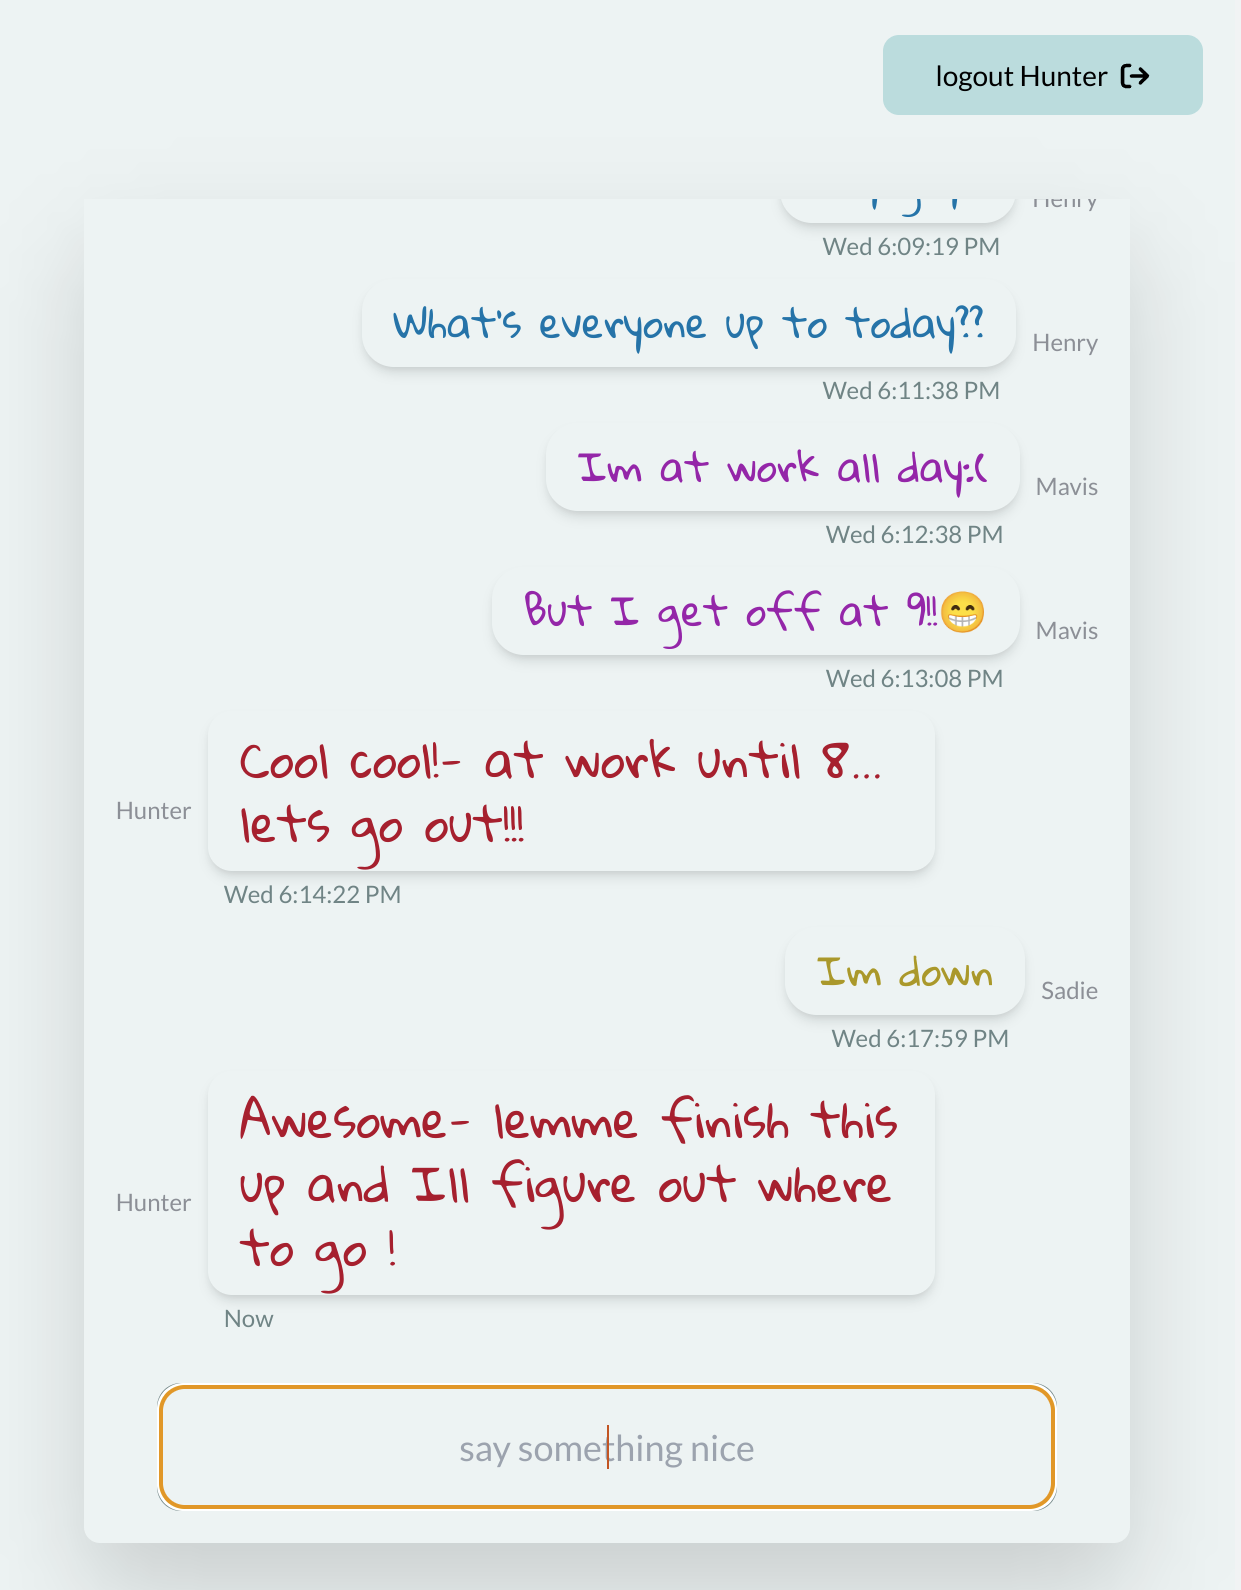 logout Hunter
Henry
Wed 6:09:19 PM
What's everyone up to today??
Henry
Wed 6:11:38 PM
Im at work all day:(
Mavis
Wed 6:12:38 PM
But I get off at 9!!😁
Mavis
Wed 6:13:08 PM
Cool cool!- at work until 8...
lets go out!!!
Hunter
Wed 6:14:22 PM
Im down
Sadie
Wed 6:17:59 PM
Awesome- lemme finish this
up and Ill figure out where
to go !
Hunter
Now
say something nice